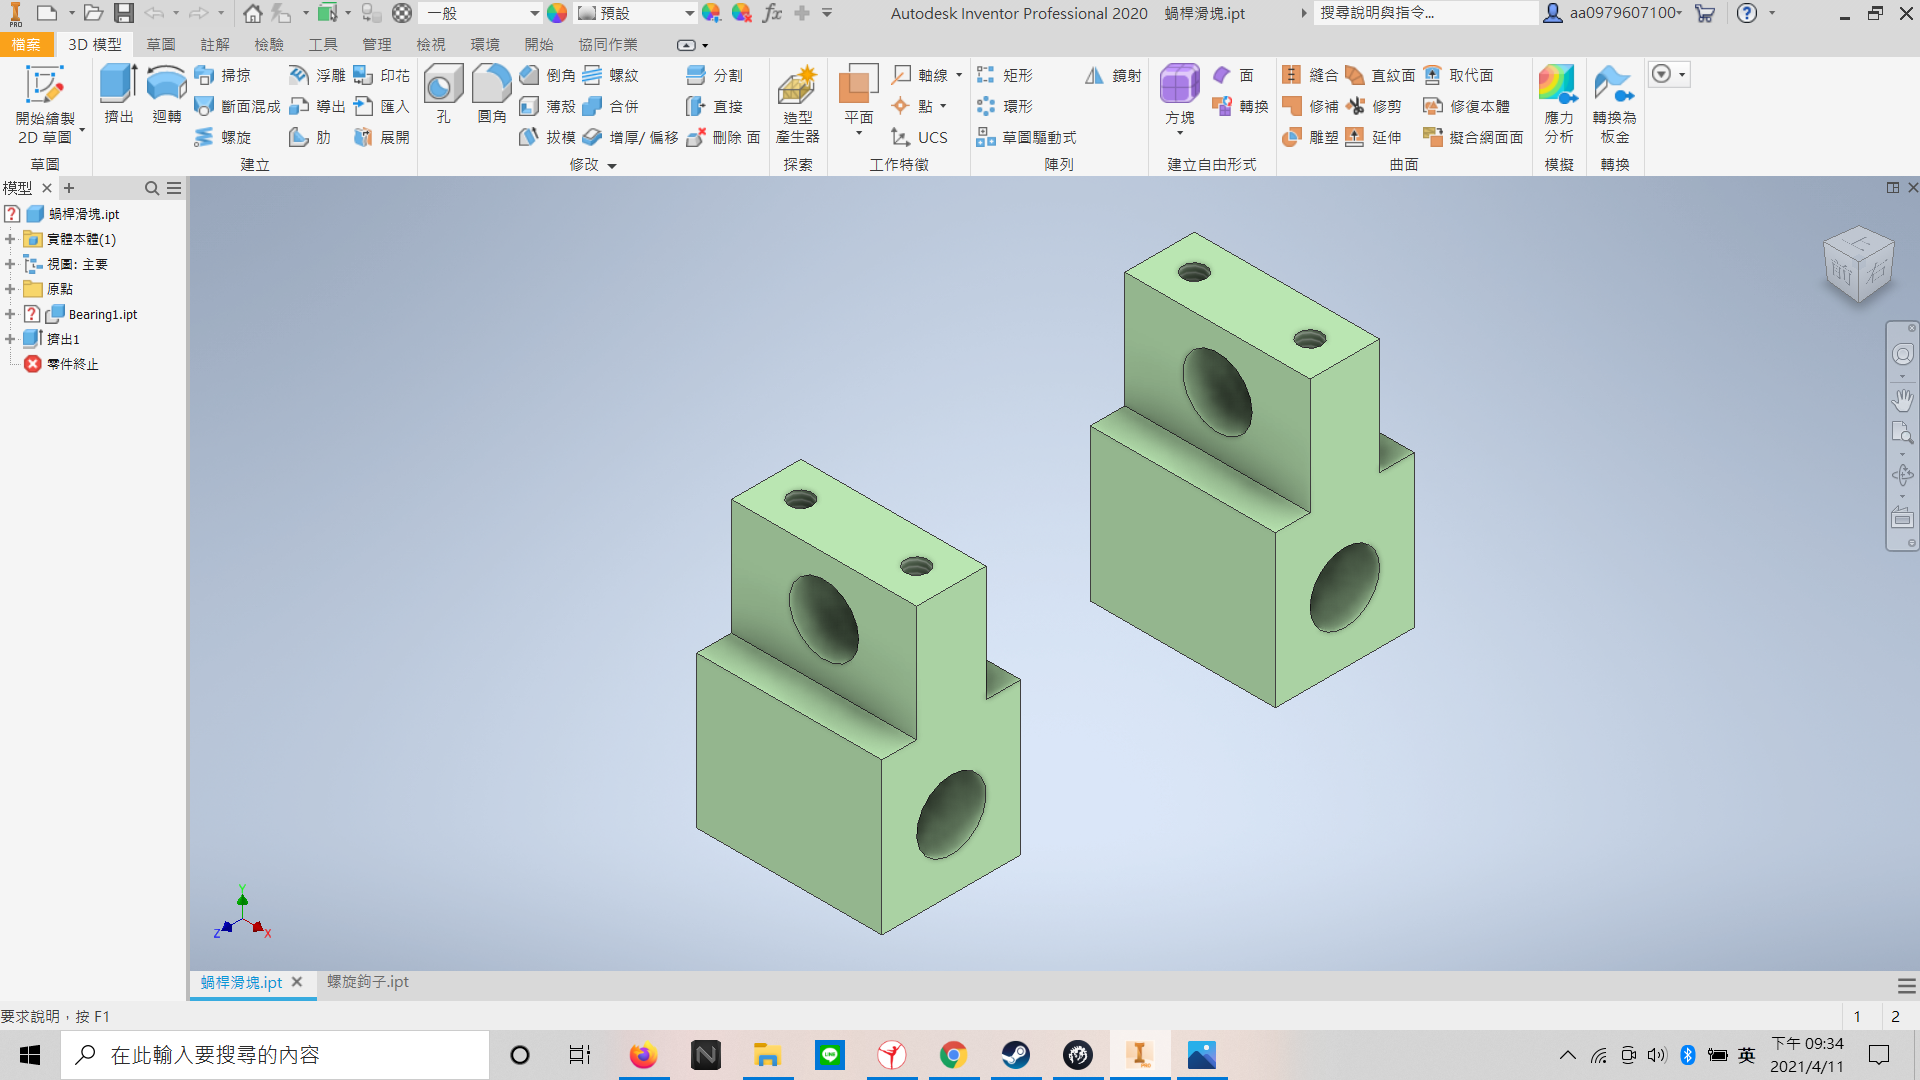 一般
預設
Autodesk Inventor Professional 2020 蝸桿滑塊.ipt
搜尋說明與指令...
aa0979607100
檔案
3D 模型
草圖
註解
檢驗
工具
管理
檢視
環境
開始
協同作業
開始繪製
2D 草圖
草圖
擠出
迴轉
掃掠
斷面混成
螺旋
浮雕
導出
肋
印花
匯入
展開
建立
孔
圓角
倒角
薄殼
拔模
螺紋
合併
增厚/ 偏移
分割
直接
刪除 面
修改
造型
產生器
探索
平面
軸線
點
UCS
工作特徵
矩形
環形
草圖驅動式
鏡射
陣列
方塊
面
轉換
建立自由形式
縫合
修補
雕塑
直紋面
修剪
延伸
取代面
修復本體
擬合網面面
曲面
應力
分析
模擬
轉換為
板金
轉換
模型
蝸桿滑塊.ipt
實體本體(1)
視圖: 主要
原點
Bearing1.ipt
擠出1
零件終止
上
前
右
Y
Z
X
蝸桿滑塊.ipt
螺旋鉤子.ipt
要求說明，按 F1
1
2
在此輸入要搜尋的內容
英
下午 09:34
2021/4/11